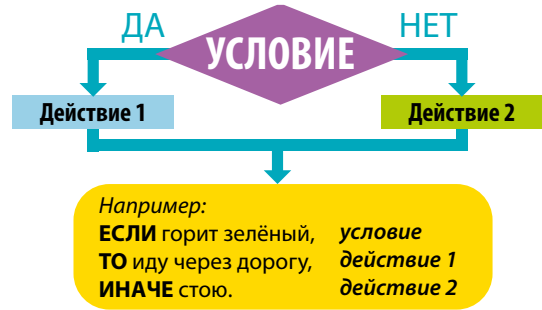 ДА
НЕТ
УСЛОВИЕ
Действие 1
Действие 2
Например:
ЕСЛИ горит зелёный, условие
ТО иду через дорогу, действие 1
ИНАЧЕ стою. действие 2